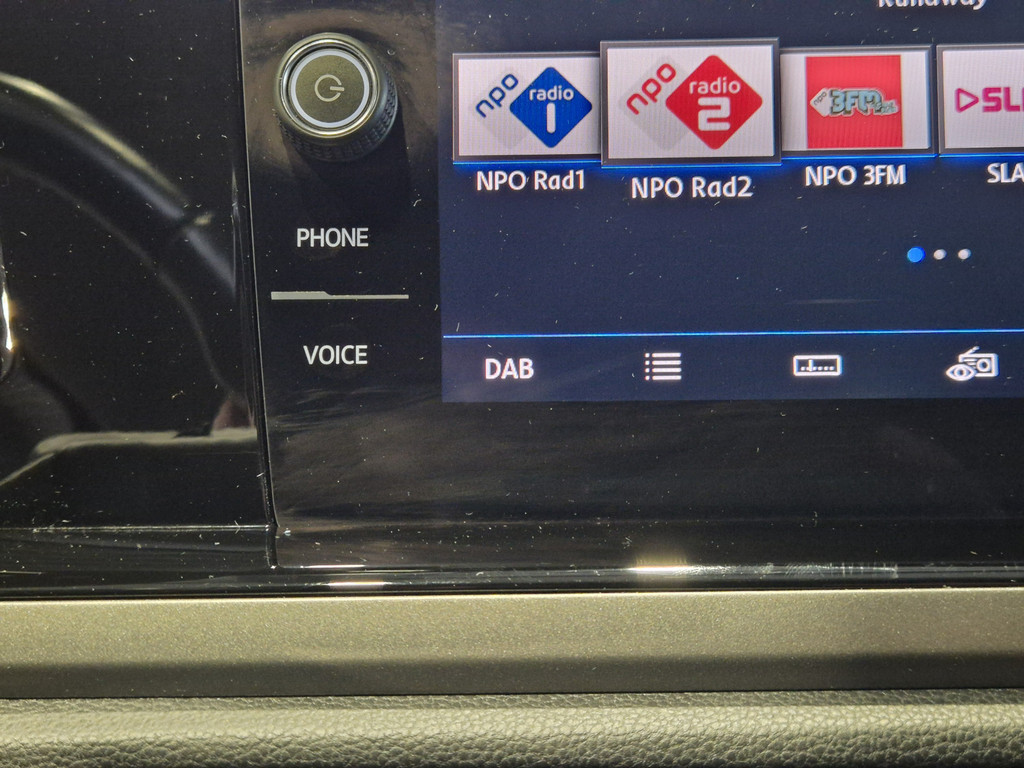 Runaway
npo radio 1
npo radio 2
3FM
SL
NPO Rad1
NPO Rad2
NPO 3FM
SLA
PHONE
VOICE
DAB